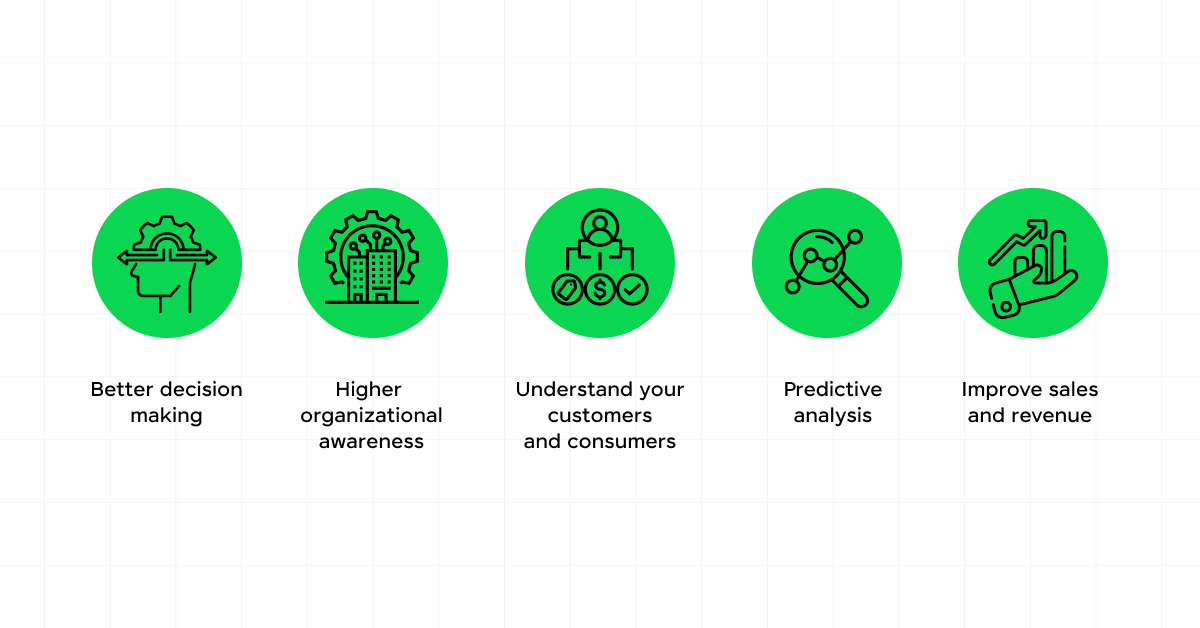 Better decision
making
Higher
organizational
awareness
Understand your
customers
and consumers
$
Predictive
analysis
Improve sales
and revenue